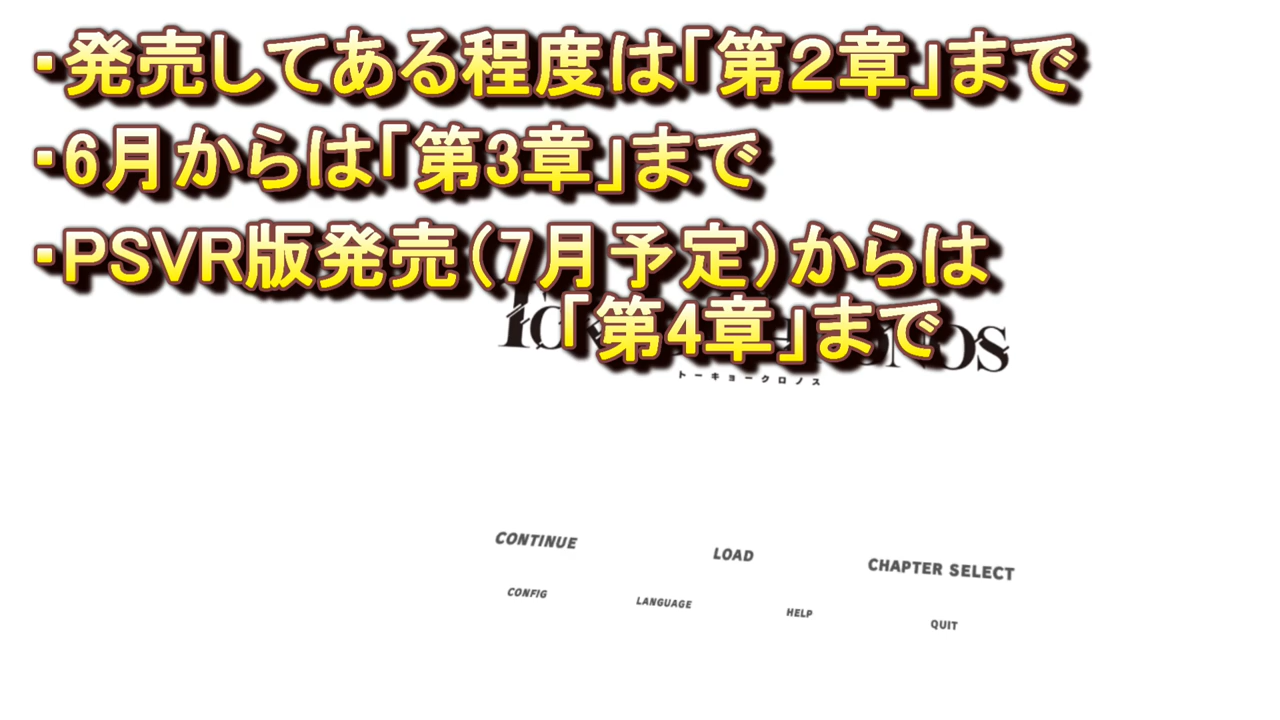 ・発売してある程度は「第２章」まで
・6月からは「第3章」まで
・PSVR版発売（7月予定）からは
「第4章」まで
トーキョークロノス
CONTINUE
LOAD
CHAPTER SELECT
CONFIG
LANGUAGE
HELP
QUIT